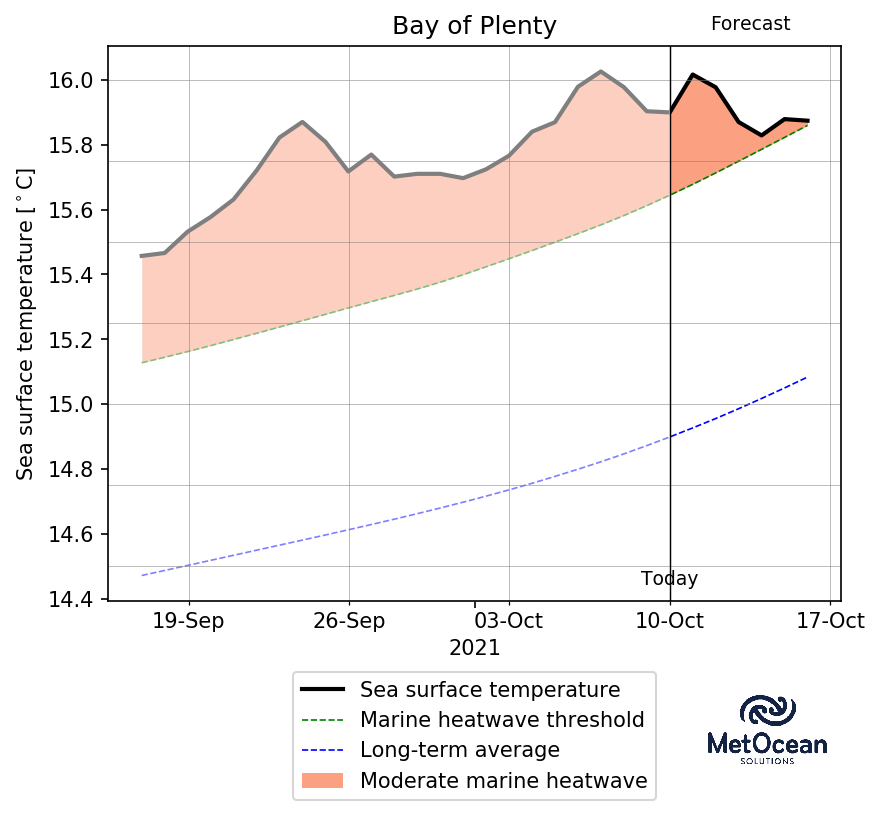 Bay of Plenty
Forecast
Sea surface temperature [°C]
16.0
15.8
15.6
15.4
15.2
15.0
14.8
14.6
14.4
Today
19-Sep 26-Sep 03-Oct 10-Oct 17-Oct
2021
Sea surface temperature
Marine heatwave threshold
Long-term average
Moderate marine heatwave
MetOcean
SOLUTIONS